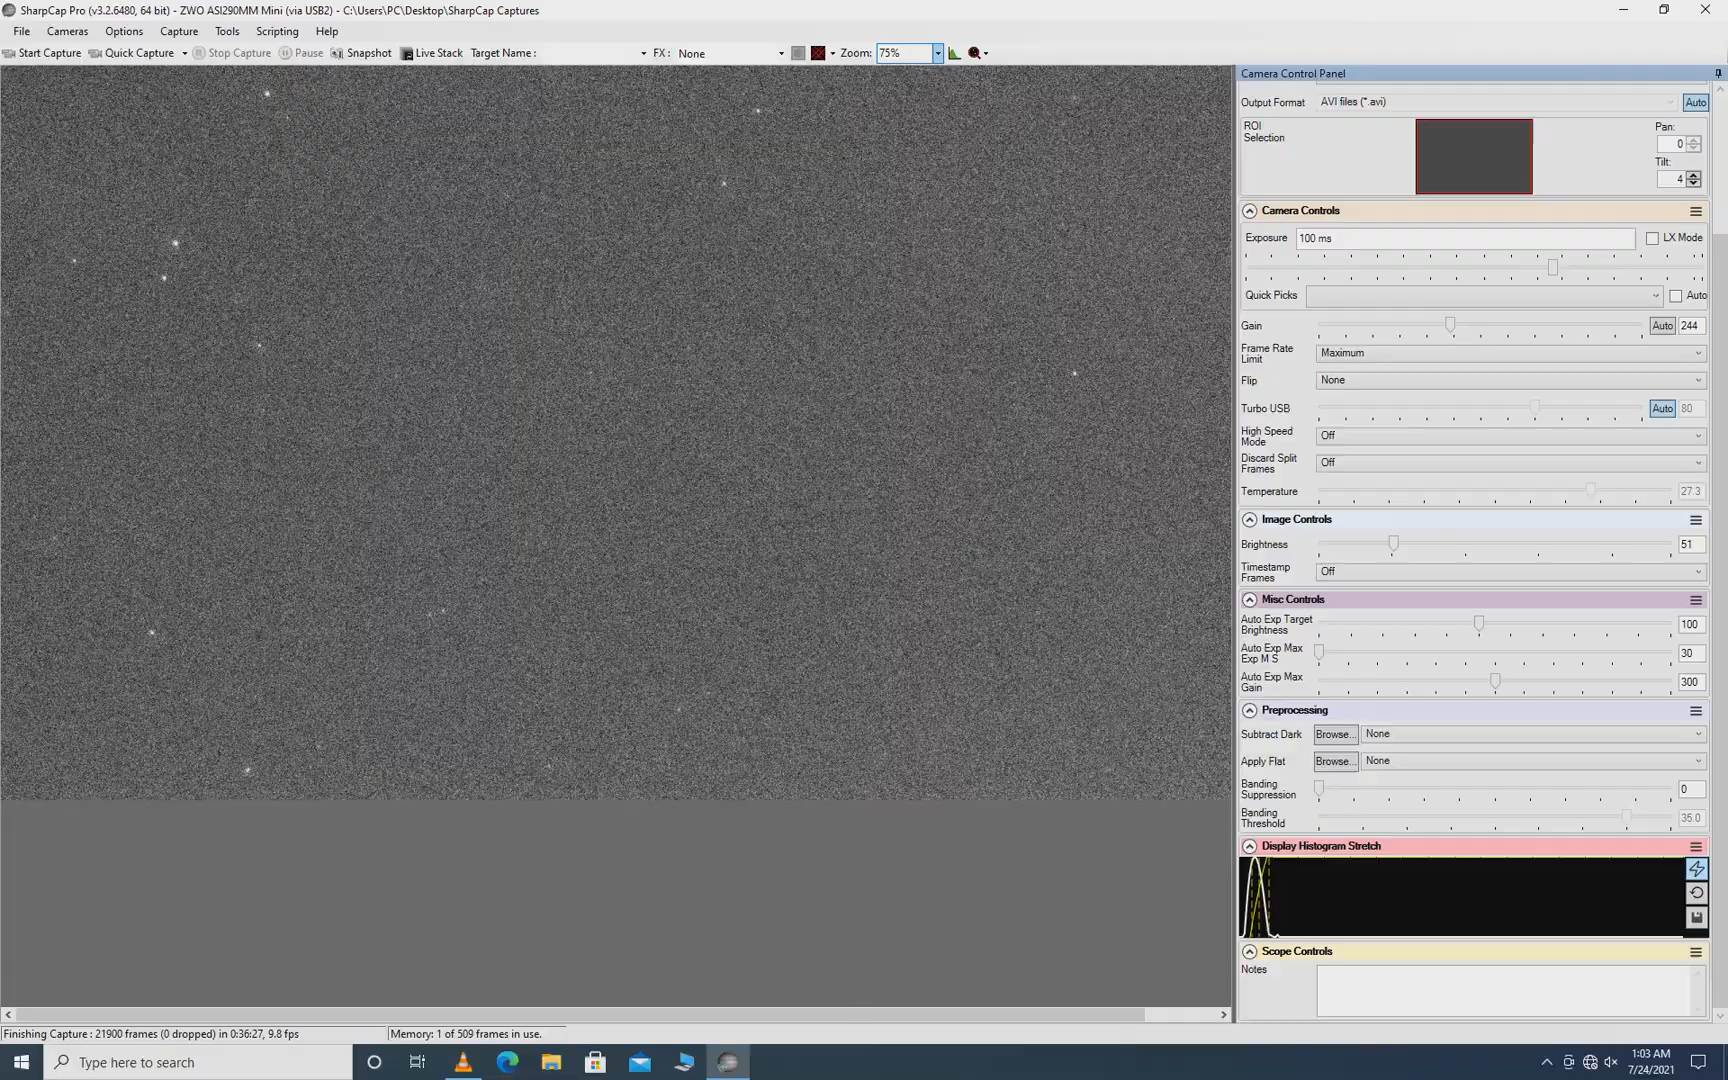 SharpCap Pro (v3.2.6480, 64 bit) - ZWO ASI290MM Mini (via USB2) - C:\Users\PC\Desktop\SharpCap Captures
File Cameras Options Capture Tools Scripting Help
Start Capture Quick Capture Stop Capture Pause Snapshot Live Stack Target Name : FX : None Zoom: 75%
Camera Control Panel
Output Format AVI files (*.avi) Auto
ROI Selection
Pan:
0
Tilt:
4
Camera Controls
Exposure 100 ms LX Mode
Quick Picks Auto
Gain Auto 244
Frame Rate Limit Maximum
Flip None
Turbo USB Auto 80
High Speed Mode Off
Discard Split Frames Off
Temperature 27.3
Image Controls
Brightness 51
Timestamp Frames Off
Misc Controls
Auto Exp Target Brightness 100
Auto Exp Max Exp M S 30
Auto Exp Max Gain 300
Preprocessing
Subtract Dark Browse... None
Apply Flat Browse... None
Banding Suppression 0
Banding Threshold 35.0
Display Histogram Stretch
Scope Controls
Notes
Finishing Capture : 21900 frames (0 dropped) in 0:36:27, 9.8 fps Memory: 1 of 509 frames in use.
Type here to search
1:03 AM
7/24/2021